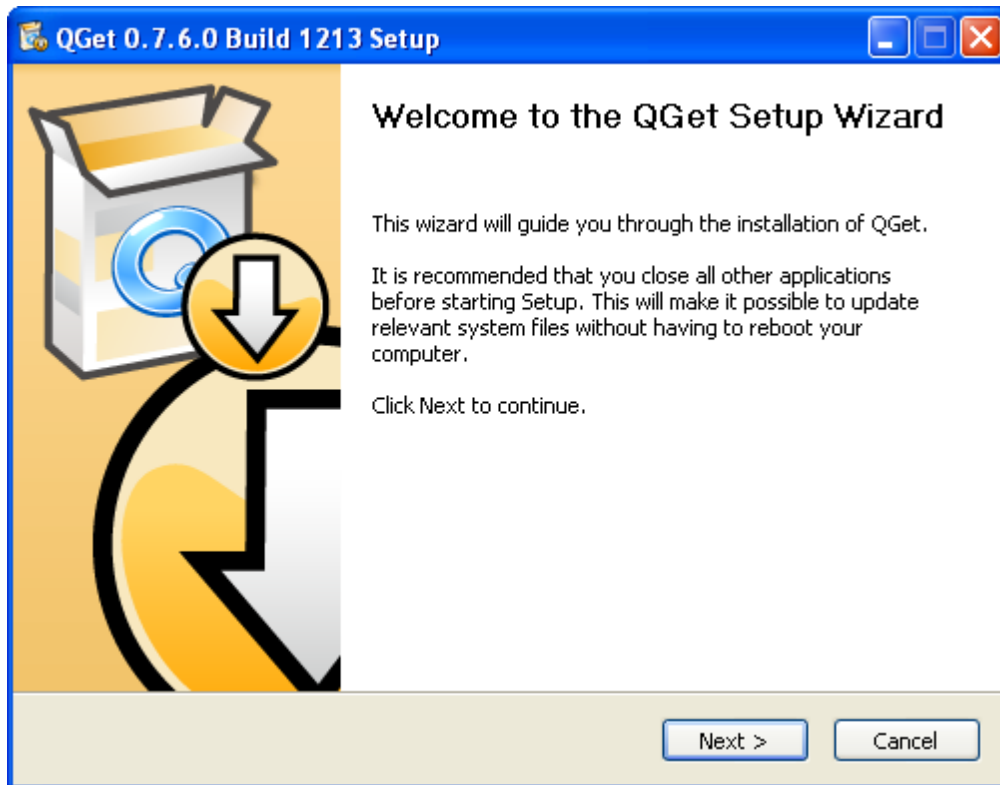 QGet 0.7.6.0 Build 1213 Setup
Welcome to the QGet Setup Wizard
This wizard will guide you through the installation of QGet.
It is recommended that you close all other applications
before starting Setup. This will make it possible to update
relevant system files without having to reboot your
computer.
Click Next to continue.
Next >
Cancel